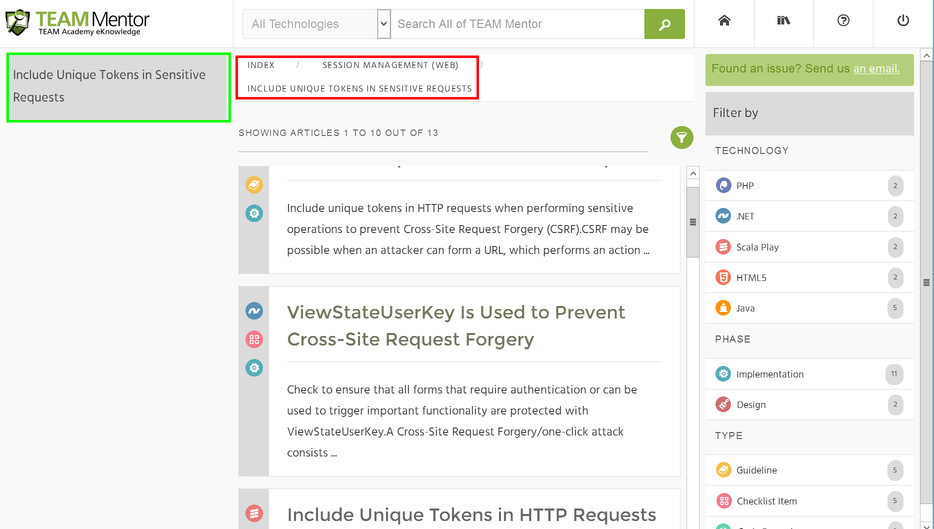 TEAM Mentor
TEAM Academy eKnowledge
All Technologies
Search All of TEAM Mentor
Include Unique Tokens in Sensitive
Requests
INDEX / SESSION MANAGEMENT (WEB) /
INCLUDE UNIQUE TOKENS IN SENSITIVE REQUESTS
SHOWING ARTICLES 1 TO 10 OUT OF 13
Include unique tokens in HTTP requests when performing sensitive
operations to prevent Cross-Site Request Forgery (CSRF).CSRF may be
possible when an attacker can form a URL, which performs an action ...
ViewStateUserKey Is Used to Prevent
Cross-Site Request Forgery
Check to ensure that all forms that require authentication or can be
used to trigger important functionality are protected with
ViewStateUserKey.A Cross-Site Request Forgery/one-click attack
consists ...
Include Unique Tokens in HTTP Requests
Found an issue? Send us an email.
Filter by
TECHNOLOGY
PHP 2
.NET 2
Scala Play 2
HTML5 2
Java 5
PHASE
Implementation 11
Design 2
TYPE
Guideline 5
Checklist Item 5